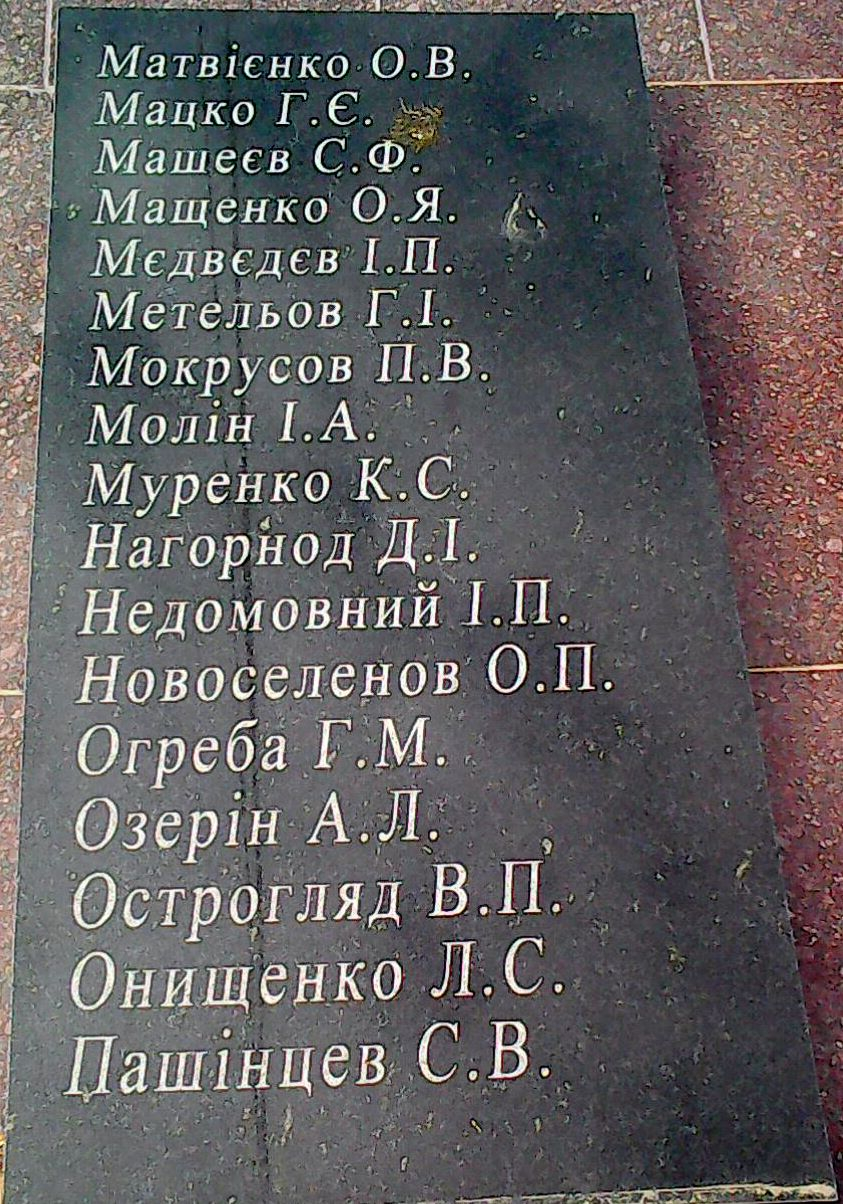 Матвієнко О.В.
Мацко Г.Є.
Машеєв С.Ф.
Мащенко О.Я.
Мєдвєдєв І.П.
Метельов Г.І.
Мокрусов П.В.
Молін І.А.
Муренко К.С.
Нагорнод Д.І.
Недомовний І.П.
Новоселенов О.П.
Огреба Г.М.
Озерін А.Л.
Острогляд В.П.
Онищенко Л.С.
Пашінцев С.В.